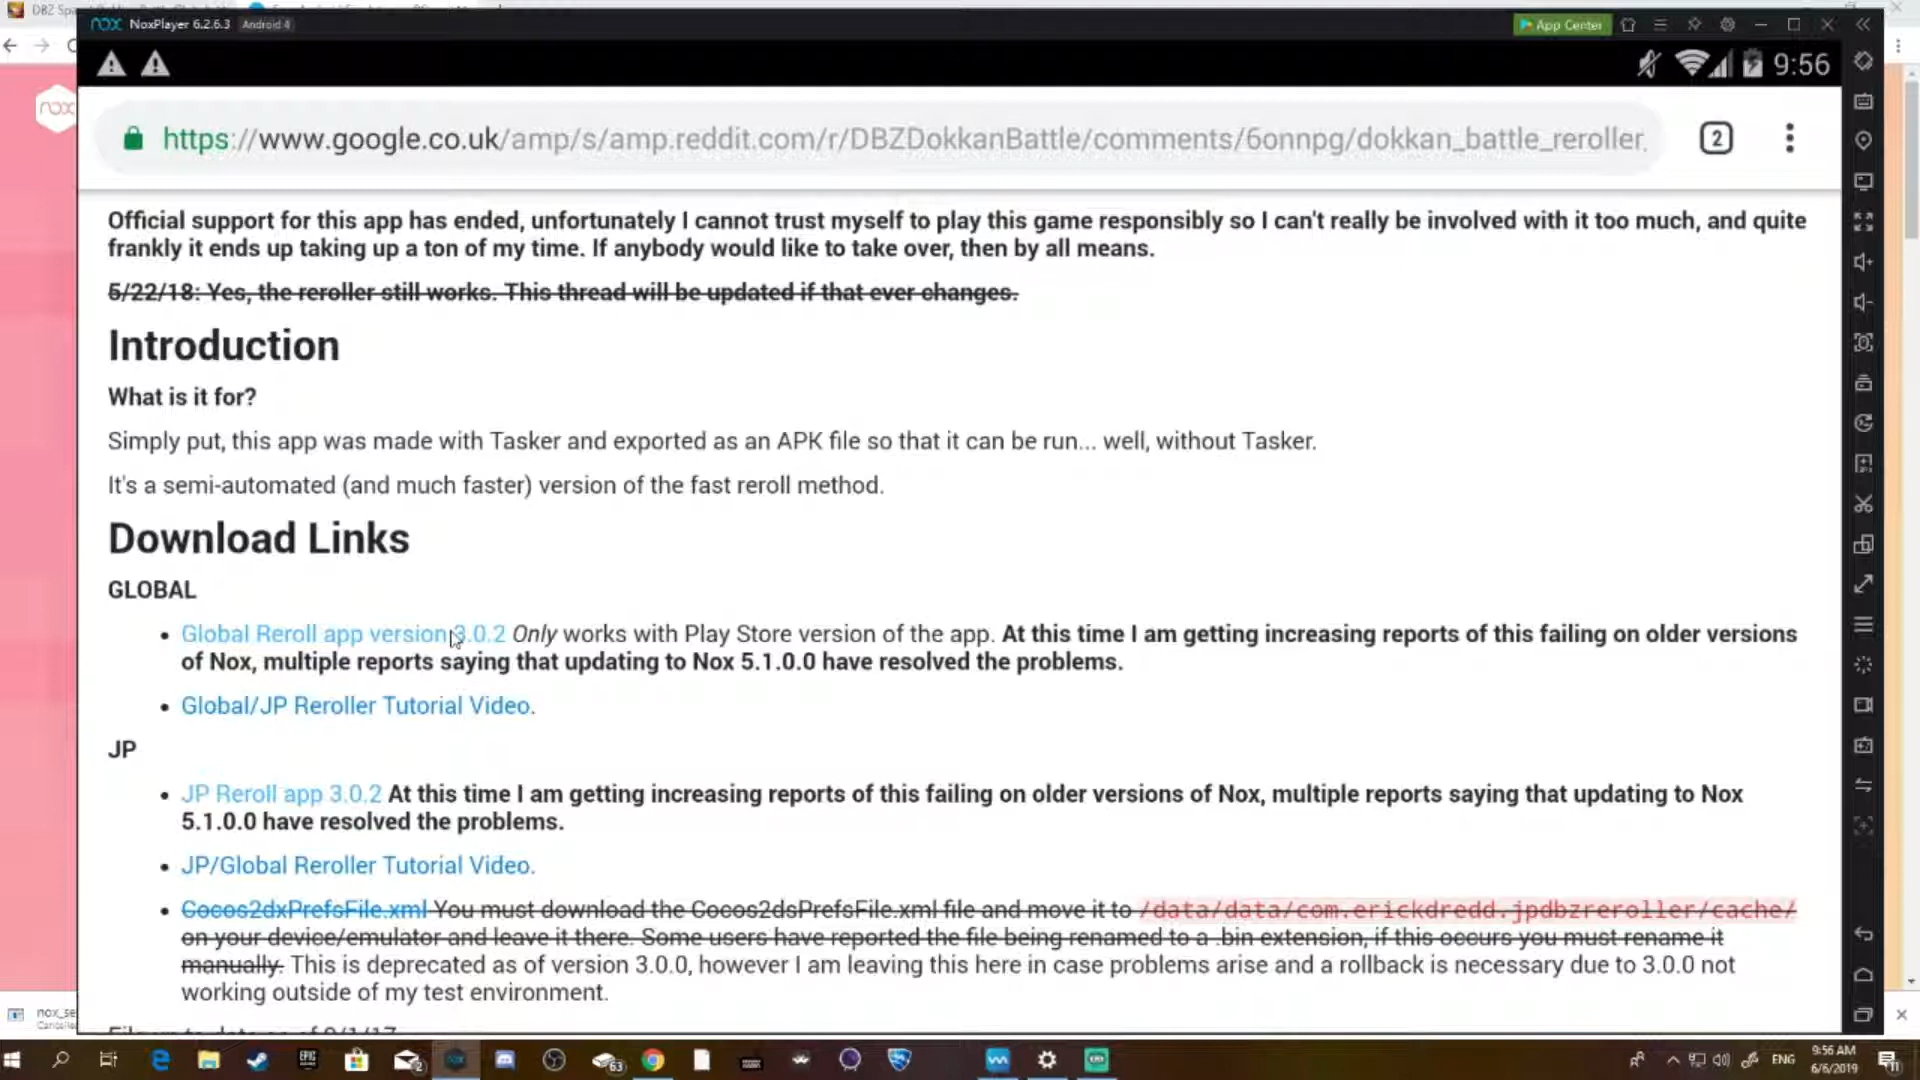 DBZ Spa
nox NoxPlayer 6.2.6.3 Android 4
App Center
9:56
nox
https://www.google.co.uk/amp/s/amp.reddit.com/r/DBZDokkanBattle/comments/6onnpg/dokkan_battle_reroller.
2
Official support for this app has ended, unfortunately I cannot trust myself to play this game responsibly so I can't really be involved with it too much, and quite
frankly it ends up taking up a ton of my time. If anybody would like to take over, then by all means.
5/22/18: Yes, the reroller still works. This thread will be updated if that ever changes.
Introduction
What is it for?
Simply put, this app was made with Tasker and exported as an APK file so that it can be run... well, without Tasker.
It's a semi-automated (and much faster) version of the fast reroll method.
Download Links
GLOBAL
• Global Reroll app version 3.0.2 Only works with Play Store version of the app. At this time I am getting increasing reports of this failing on older versions
of Nox, multiple reports saying that updating to Nox 5.1.0.0 have resolved the problems.
• Global/JP Reroller Tutorial Video.
JP
• JP Reroll app 3.0.2 At this time I am getting increasing reports of this failing on older versions of Nox, multiple reports saying that updating to Nox
5.1.0.0 have resolved the problems.
• JP/Global Reroller Tutorial Video.
• Cocos2dxPrefsFile.xml You must download the Cocos2dsPrefsFile.xml file and move it to /data/data/com.erickdredd.jpdbzreroller/cache/
on your device/emulator and leave it there. Some users have reported the file being renamed to a .bin extension, if this occurs you must rename it
manually. This is deprecated as of version 3.0.0, however I am leaving this here in case problems arise and a rollback is necessary due to 3.0.0 not
working outside of my test environment.
nox_se
Cancelled
EPIC
2
63
ENG
9:56 AM
6/6/2019
11